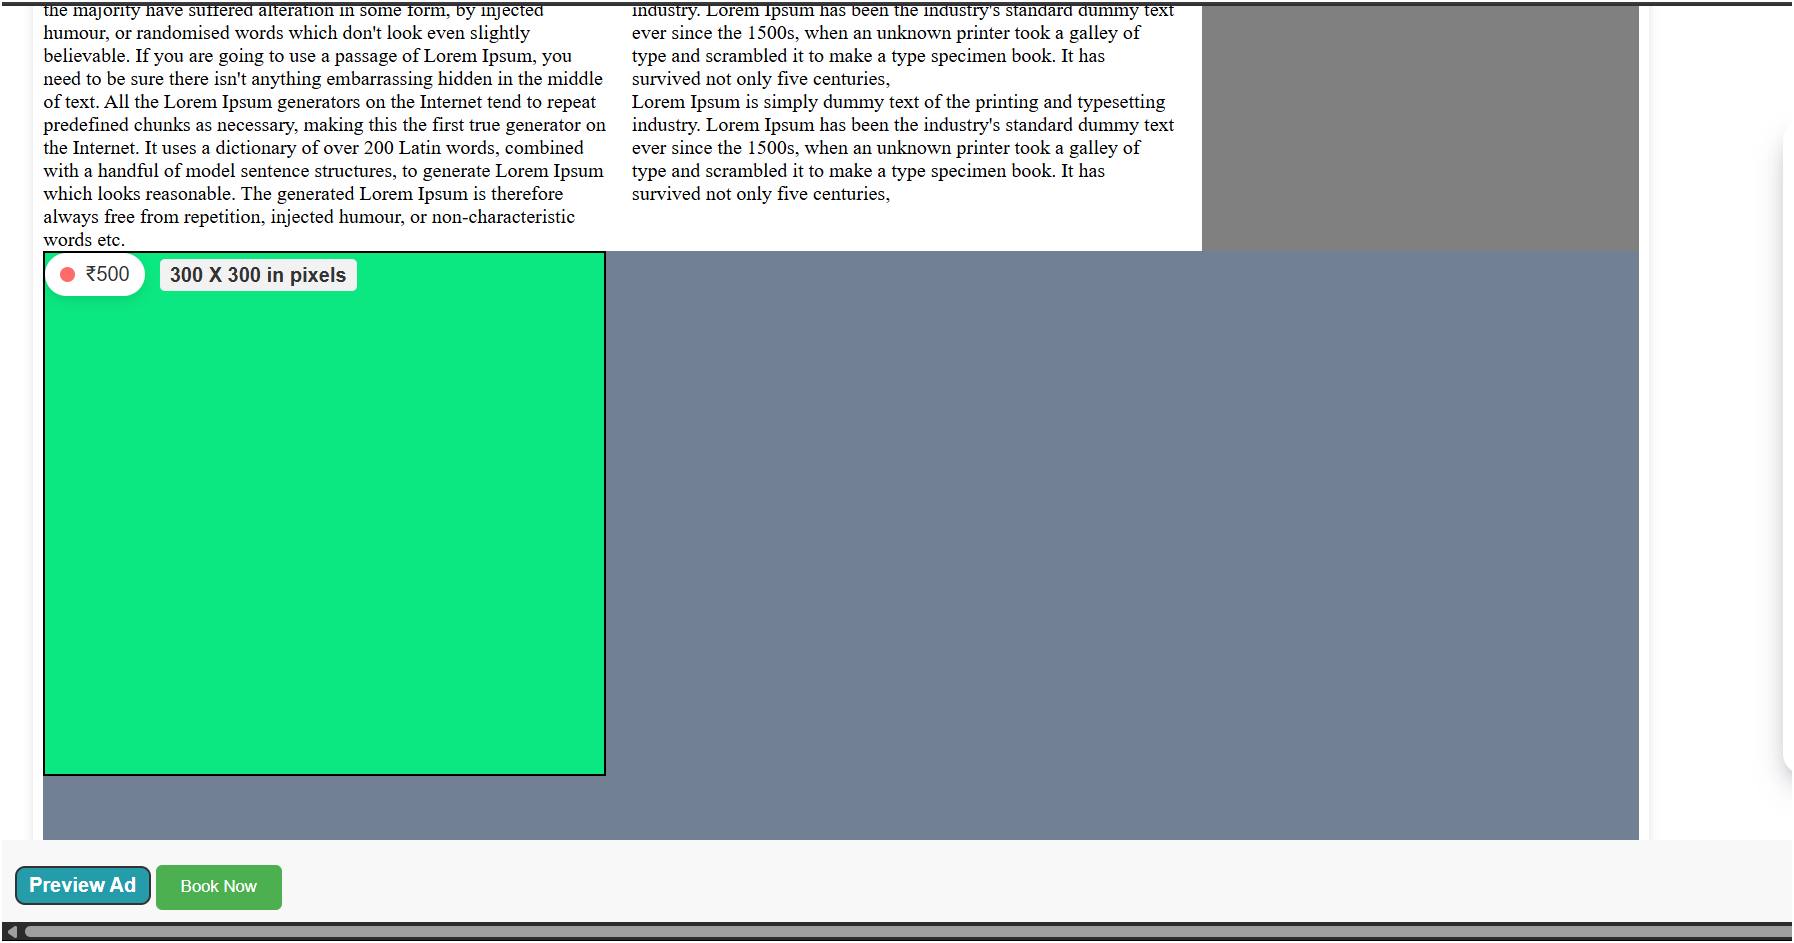 the majority have suffered alteration in some form, by injected
humour, or randomised words which don't look even slightly
believable. If you are going to use a passage of Lorem Ipsum, you
need to be sure there isn't anything embarrassing hidden in the middle
of text. All the Lorem Ipsum generators on the Internet tend to repeat
predefined chunks as necessary, making this the first true generator on
the Internet. It uses a dictionary of over 200 Latin words, combined
with a handful of model sentence structures, to generate Lorem Ipsum
which looks reasonable. The generated Lorem Ipsum is therefore
always free from repetition, injected humour, or non-characteristic
words etc.
industry. Lorem Ipsum has been the industry's standard dummy text
ever since the 1500s, when an unknown printer took a galley of
type and scrambled it to make a type specimen book. It has
survived not only five centuries,
Lorem Ipsum is simply dummy text of the printing and typesetting
industry. Lorem Ipsum has been the industry's standard dummy text
ever since the 1500s, when an unknown printer took a galley of
type and scrambled it to make a type specimen book. It has
survived not only five centuries,
₹500
300 X 300 in pixels
Preview Ad
Book Now